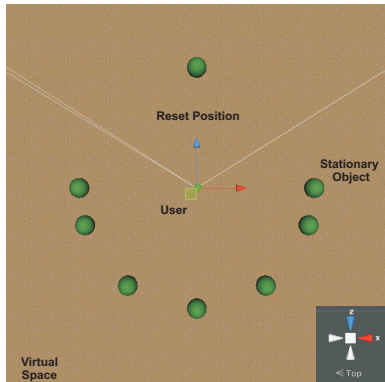 Reset Position
Stationary
Object
User
Virtual
Space
z
x
<Top